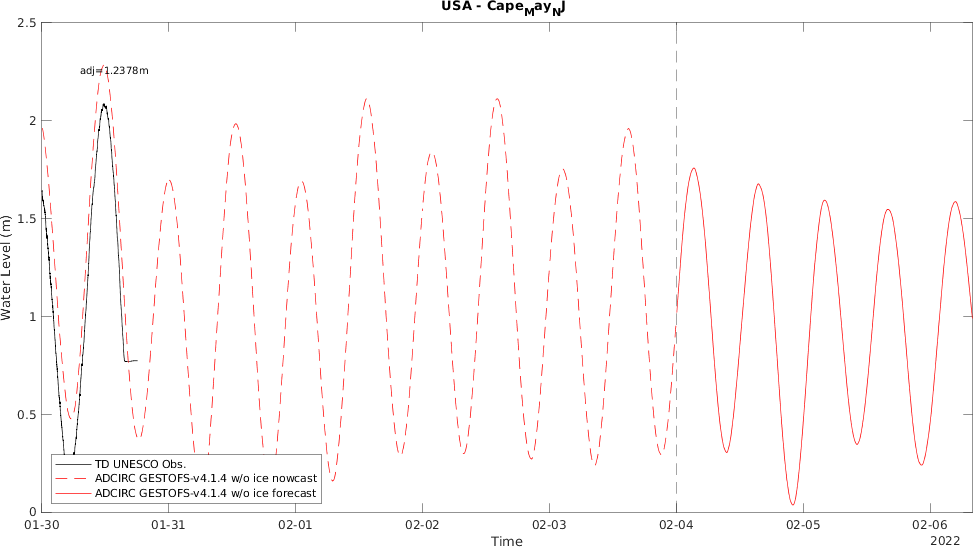 USA - Cape_May_NJ
2.5
adj=1.2378m
2
1.5
Water Level (m)
1
0.5
TD UNESCO Obs.
ADCIRC GESTOFS-v4.1.4 w/o ice nowcast
ADCIRC GESTOFS-v4.1.4 w/o ice forecast
0
01-30 01-31 02-01 02-02 02-03 02-04 02-05 02-06
Time 2022